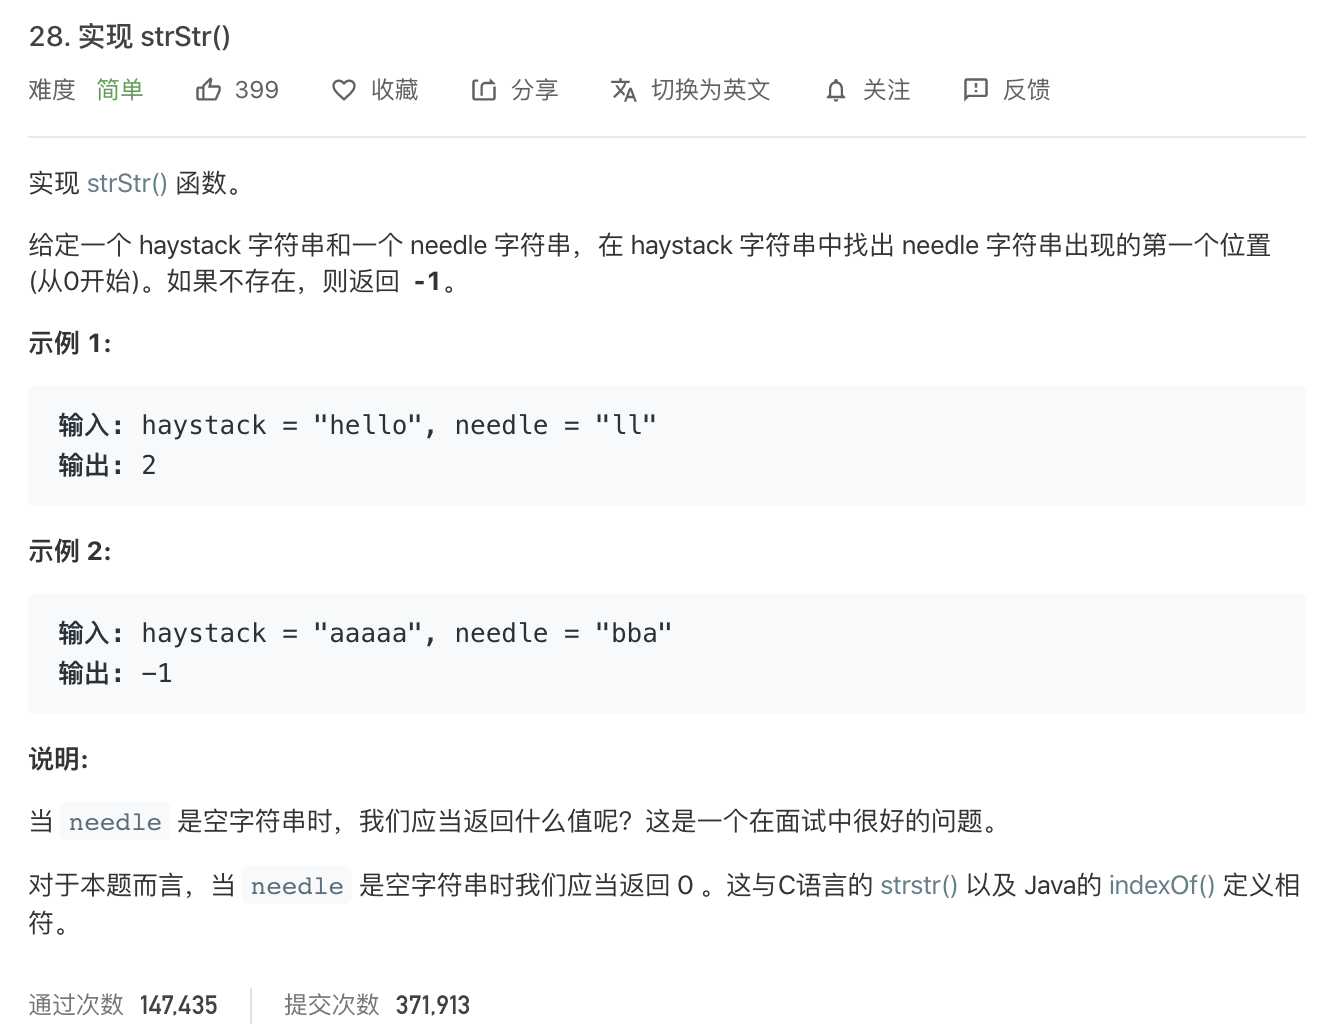 28. 实现 strStr()
难度 简单 399 收藏 分享 切换为英文 关注 反馈
实现 strStr() 函数。
给定一个 haystack 字符串和一个 needle 字符串，在 haystack 字符串中找出 needle 字符串出现的第一个位置
(从0开始)。如果不存在，则返回 -1。
示例 1:
输入: haystack = "hello", needle = "ll"
输出: 2
示例 2:
输入: haystack = "aaaaa", needle = "bba"
输出: -1
说明:
当 needle 是空字符串时，我们应当返回什么值呢？这是一个在面试中很好的问题。
对于本题而言，当 needle 是空字符串时我们应当返回 0 。这与C语言的 strstr() 以及 Java的 indexOf() 定义相
符。
通过次数 147,435 提交次数 371,913